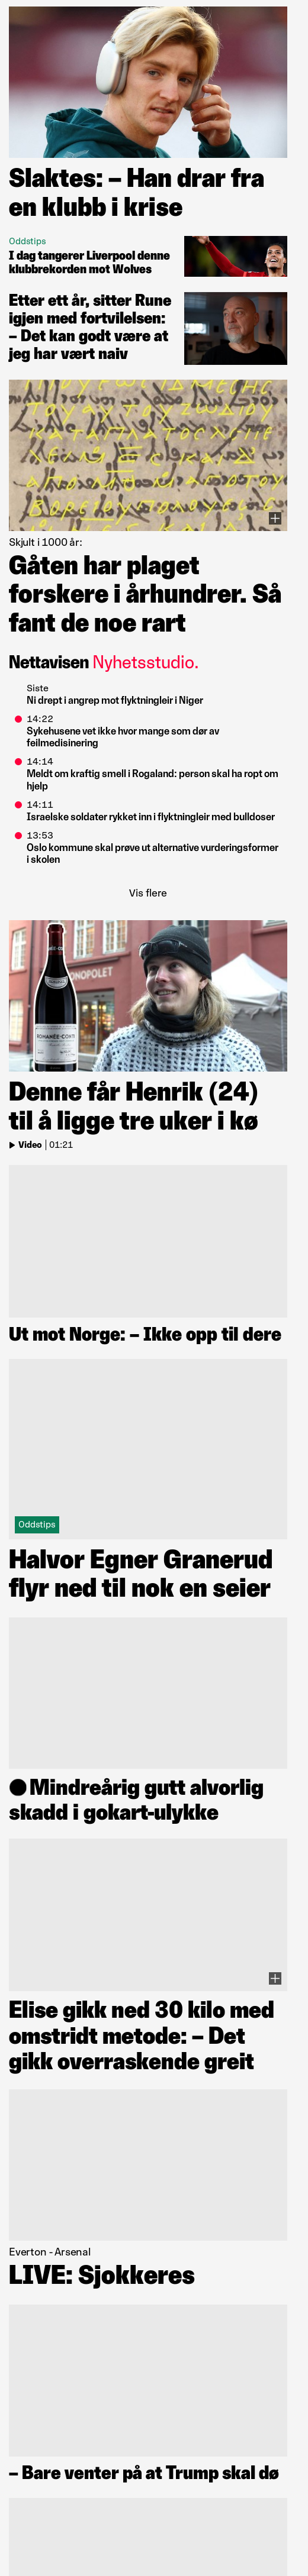 Slaktes: – Han drar fra
en klubb i krise
Oddstips
I dag tangerer Liverpool denne
klubbrekorden mot Wolves
Etter ett år, sitter Rune
igjen med fortvilelsen:
– Det kan godt være at
jeg har vært naiv
Skjult i 1000 år:
Gåten har plaget
forskere i århundrer. Så
fant de noe rart
Nettavisen Nyhetsstudio.
Siste
Ni drept i angrep mot flyktningleir i Niger
14:22
Sykehusene vet ikke hvor mange som dør av
feilmedisinering
14:14
Meldt om kraftig smell i Rogaland: person skal ha ropt om
hjelp
14:11
Israelske soldater rykket inn i flyktningleir med bulldoser
13:53
Oslo kommune skal prøve ut alternative vurderingsformer
i skolen
Vis flere
ROMANÉE-CONTI
Denne får Henrik (24)
til å ligge tre uker i kø
Video | 01:21
Ut mot Norge: – Ikke opp til dere
Oddstips
Halvor Egner Granerud
flyr ned til nok en seier
Mindreårig gutt alvorlig
skadd i gokart-ulykke
Elise gikk ned 30 kilo med
omstridt metode: – Det
gikk overraskende greit
Everton - Arsenal
LIVE: Sjokkeres
– Bare venter på at Trump skal dø